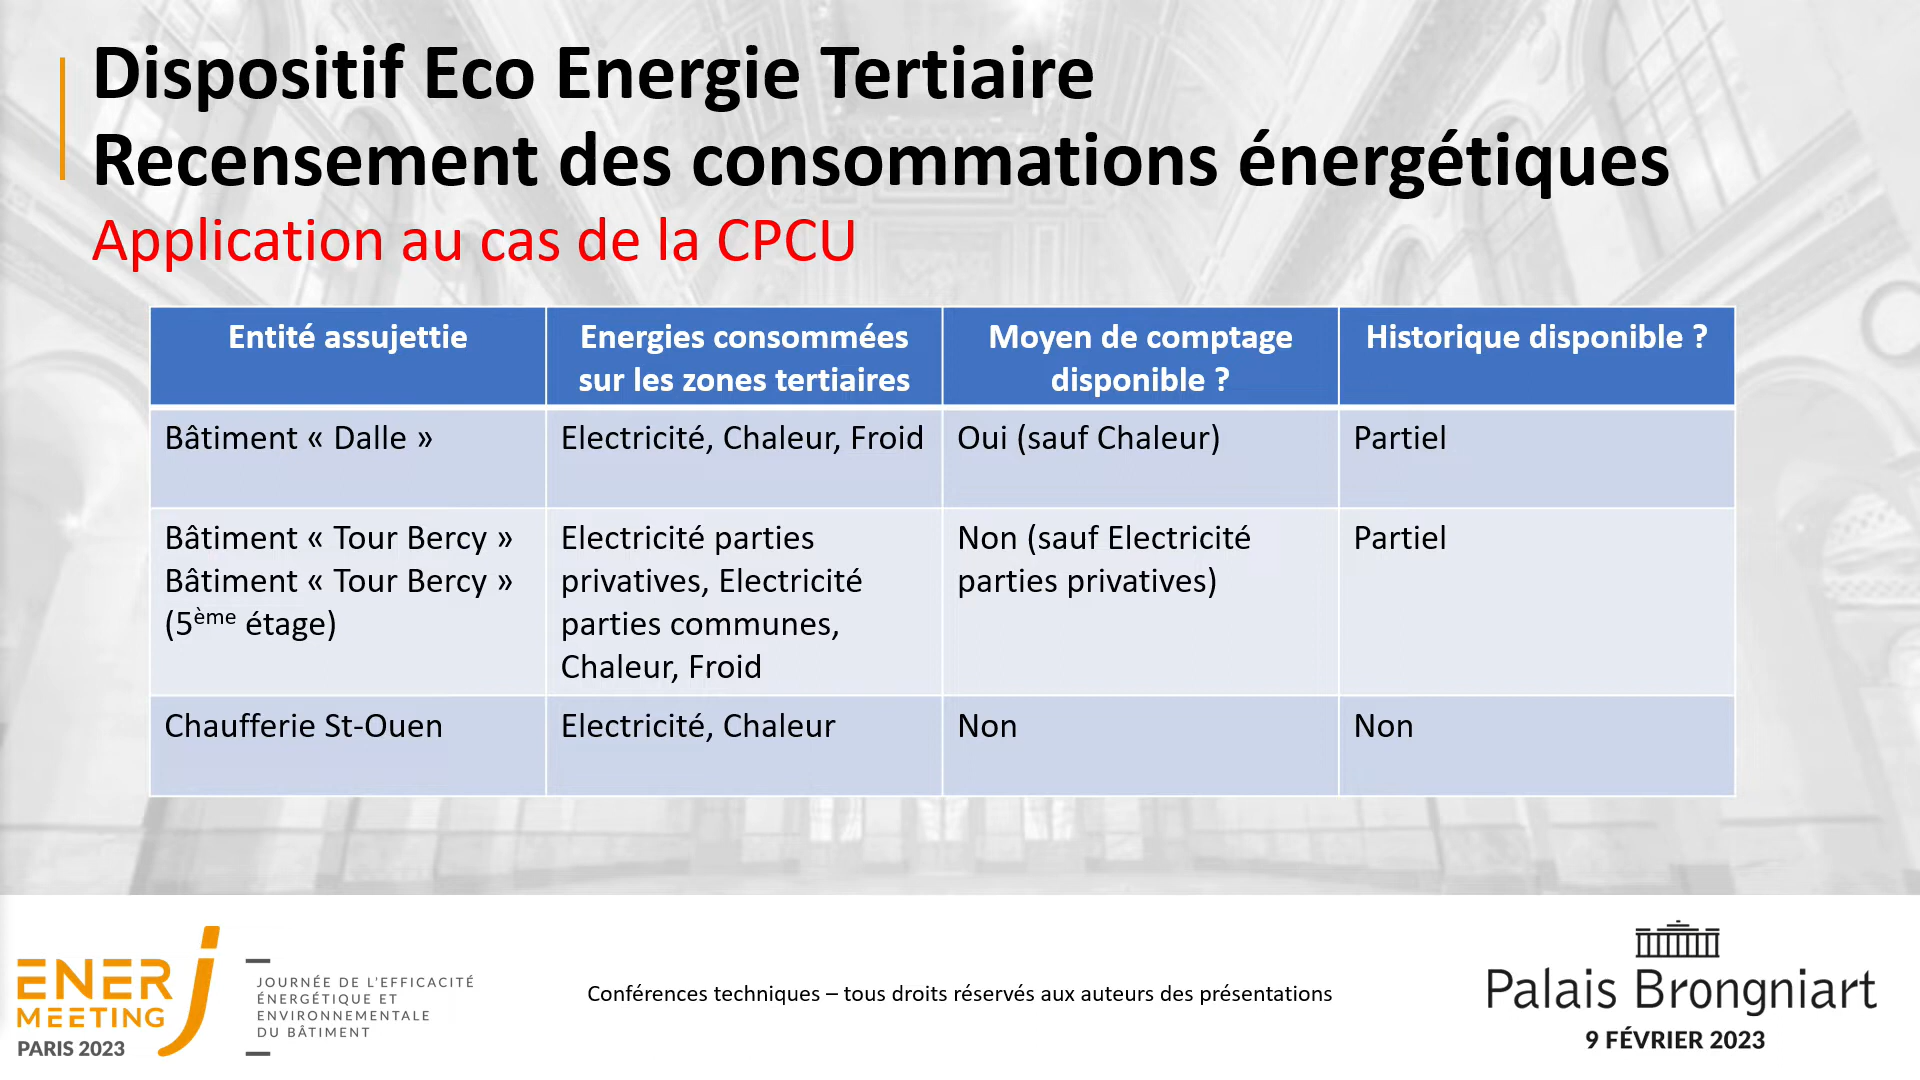 Dispositif Eco Energie Tertiaire
Recensement des consommations énergétiques
Application au cas de la CPCU
Entité assujettie
Energies consommées
sur les zones tertiaires
Moyen de comptage
disponible ?
Historique disponible ?
Bâtiment « Dalle »
Electricité, Chaleur, Froid
Oui (sauf Chaleur)
Partiel
Bâtiment « Tour Bercy »
Bâtiment « Tour Bercy »
(5ème étage)
Electricité parties
privatives, Electricité
parties communes,
Chaleur, Froid
Non (sauf Electricité
parties privatives)
Partiel
Chaufferie St-Ouen
Electricité, Chaleur
Non
Non
ENERJ
MEETING
PARIS 2023
JOURNÉE DE L'EFFICACITÉ
ÉNERGÉTIQUE ET
ENVIRONNEMENTALE
DU BÂTIMENT
Conférences techniques – tous droits réservés aux auteurs des présentations
Palais Brongniart
9 FÉVRIER 2023